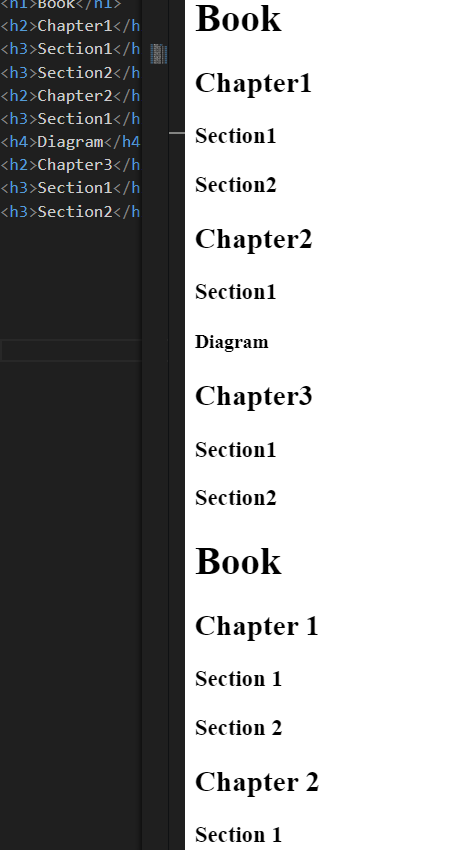 <h1>Book</h1>
<h2>Chapter1</h
<h3>Section1</h
<h3>Section2</h
<h2>Chapter2</h
<h3>Section1</h
<h4>Diagram</h4
<h2>Chapter3</h
<h3>Section1</h
<h3>Section2</h
Book
Chapter1
Section1
Section2
Chapter2
Section1
Diagram
Chapter3
Section1
Section2
Book
Chapter 1
Section 1
Section 2
Chapter 2
Section 1